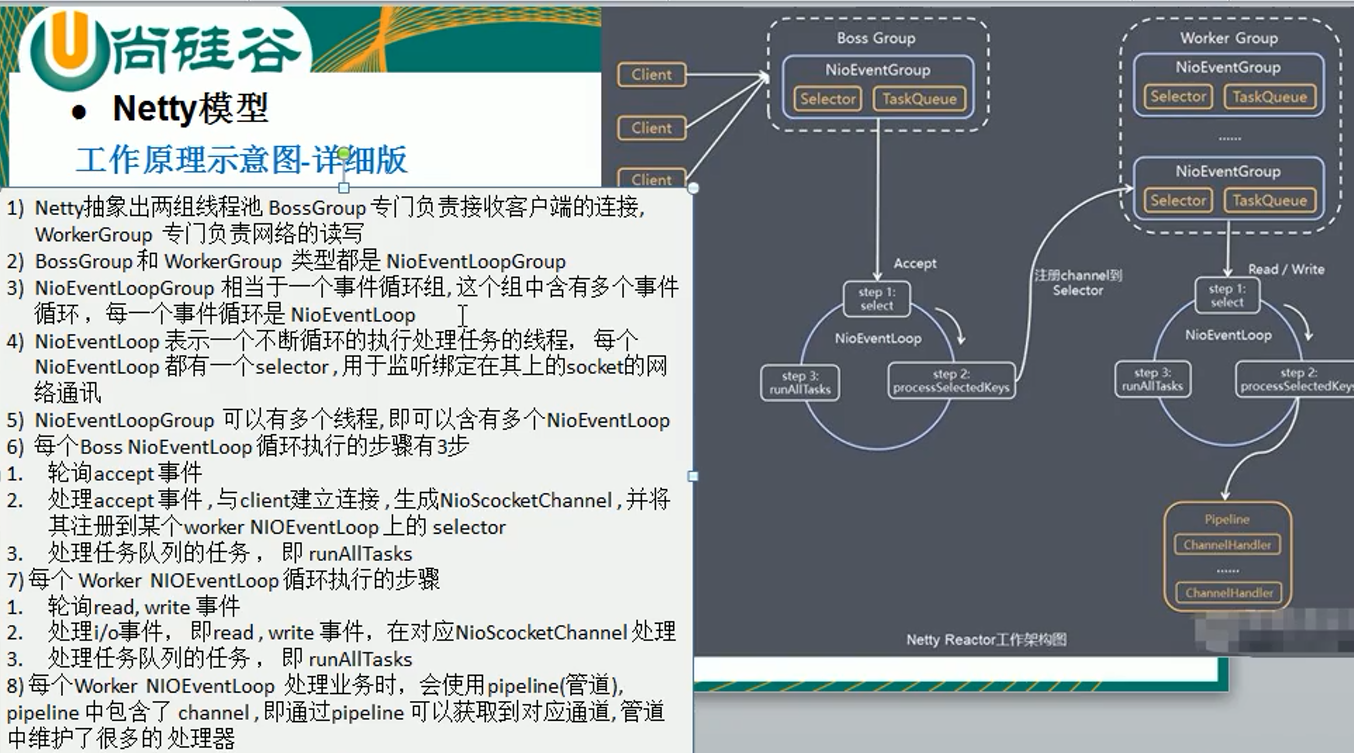 尚硅谷
● Netty模型
工作原理示意图-详细版
1) Netty抽象出两组线程池 BossGroup 专门负责接收客户端的连接,
WorkerGroup 专门负责网络的读写
2) BossGroup 和 WorkerGroup 类型都是 NioEventLoopGroup
3) NioEventLoopGroup 相当于一个事件循环组, 这个组中含有多个事件
循环 ，每一个事件循环是 NioEventLoop
4) NioEventLoop 表示一个不断循环的执行处理任务的线程， 每个
NioEventLoop 都有一个selector , 用于监听绑定在其上的socket的网
络通讯
5) NioEventLoopGroup 可以有多个线程, 即可以含有多个NioEventLoop
6) 每个Boss NioEventLoop 循环执行的步骤有3步
1. 轮询accept 事件
2. 处理accept 事件 , 与client建立连接 , 生成NioScocketChannel , 并将
其注册到某个worker NIOEventLoop 上的 selector
3. 处理任务队列的任务 ， 即 runAllTasks
7) 每个 Worker NIOEventLoop 循环执行的步骤
1. 轮询read, write 事件
2. 处理i/o事件， 即read , write 事件，在对应NioScocketChannel 处理
3. 处理任务队列的任务 ， 即 runAllTasks
8) 每个Worker NIOEventLoop 处理业务时，会使用pipeline(管道),
pipeline 中包含了 channel , 即通过pipeline 可以获取到对应通道, 管道
中维护了很多的 处理器
Client
Client
Client
Boss Group
NioEventGroup
Selector TaskQueue
Accept
step 1:
select
NioEventLoop
step 2:
processSelectedKeys
step 3:
runAllTasks
注册channel到
Selector
Worker Group
NioEventGroup
Selector TaskQueue
......
NioEventGroup
Selector TaskQueue
Read / Write
step 1:
select
NioEventLoop
step 2:
processSelectedKeys
step 3:
runAllTasks
Pipeline
ChannelHandler
......
ChannelHandler
Netty Reactor工作架构图